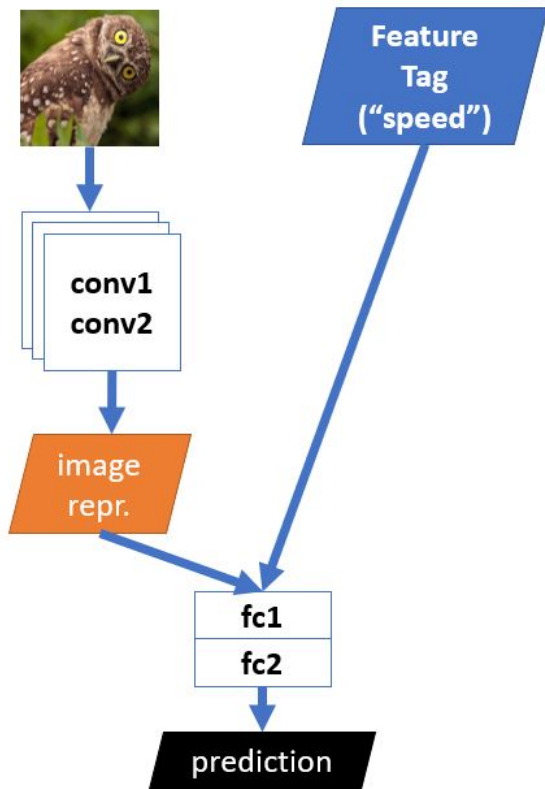 Feature
Tag
(“speed”)
conv1
conv2
image
repr.
fc1
fc2
prediction